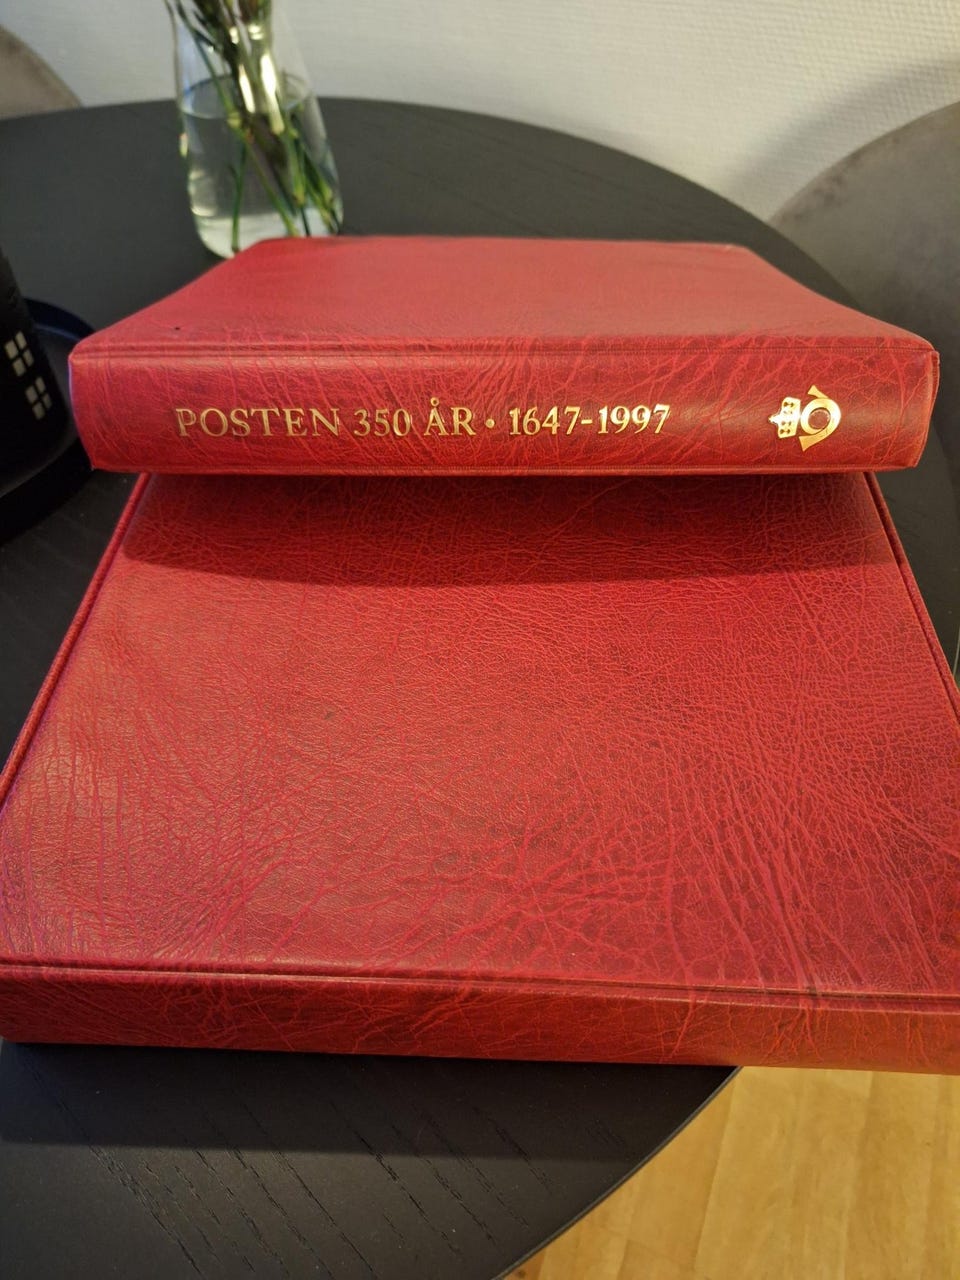 POSTEN 350 ÅR • 1647-1997